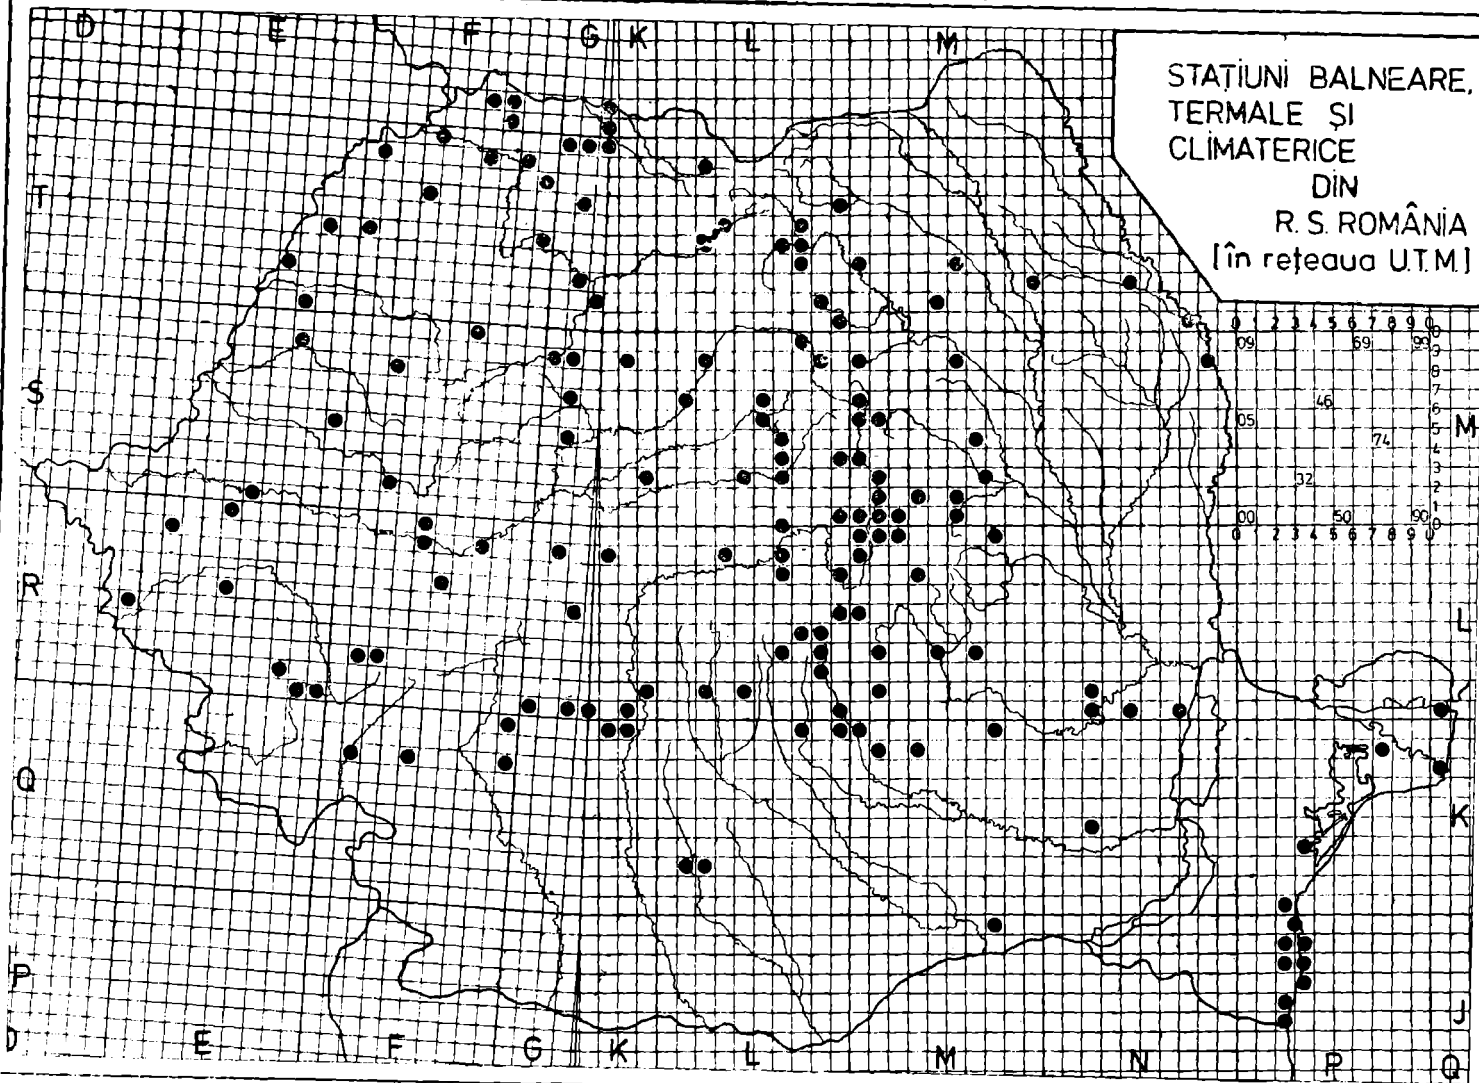 D E F G K L M
STAȚIUNI BALNEARE,
TERMALE ȘI
CLIMATERICE
DIN
R. S. ROMÂNIA
[în rețeaua U.T.M.]
T
S
R
Q
P
0 2 3 4 5 6 7 8 9 0
09 69 99
0
9
8
7
6
5
4
3
2
1
0
46
05
74
32
00 50 90
0 2 3 4 5 6 7 8 9 0
M
L
K
J
E F G K L M N P Q